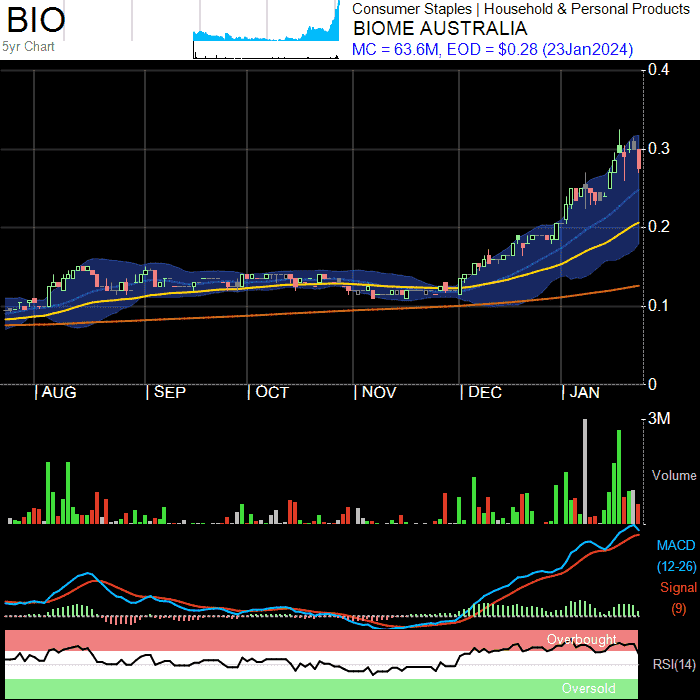 BIO
5yr Chart
Consumer Staples | Household & Personal Products
BIOME AUSTRALIA
MC = 63.6M, EOD = $0.28 (23Jan2024)
0.4
0.3
0.2
0.1
0
| AUG | SEP | OCT | NOV | DEC | JAN
3M
Volume
MACD
(12-26)
Signal
(9)
Overbought
RSI(14)
Oversold